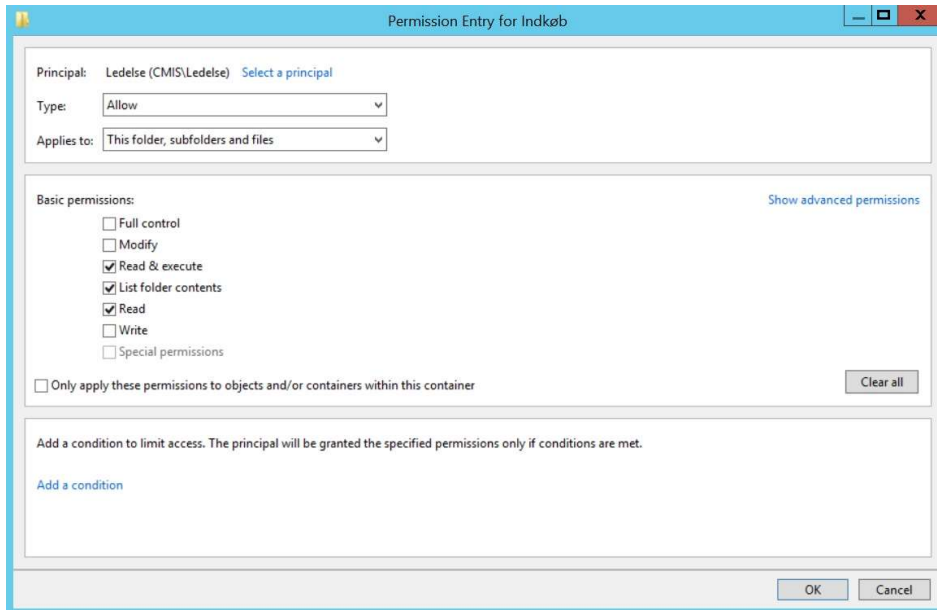 Permission Entry for Indkøb
Principal: Ledelse (CMIS\Ledelse) Select a principal
Type: Allow
Applies to: This folder, subfolders and files
Basic permissions: Show advanced permissions
Full control
Modify
Read & execute
List folder contents
Read
Write
Special permissions
Only apply these permissions to objects and/or containers within this container Clear all
Add a condition to limit access. The principal will be granted the specified permissions only if conditions are met.
Add a condition
OK Cancel